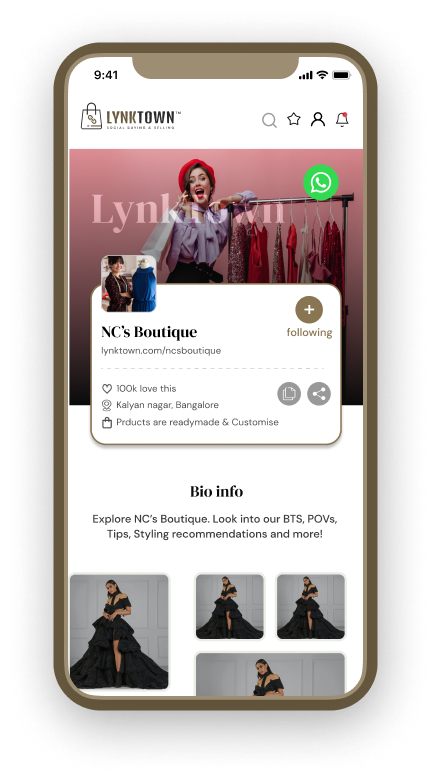 9:41
LYNKTOWN™
SOCIAL BUYING & SELLING
Lynktown
NC's Boutique
following
lynktown.com/ncsboutique
100k love this
Kalyan nagar, Bangalore
Prducts are readymade & Customise
Bio info
Explore NC's Boutique. Look into our BTS, POVs,
Tips, Styling recommendations and more!